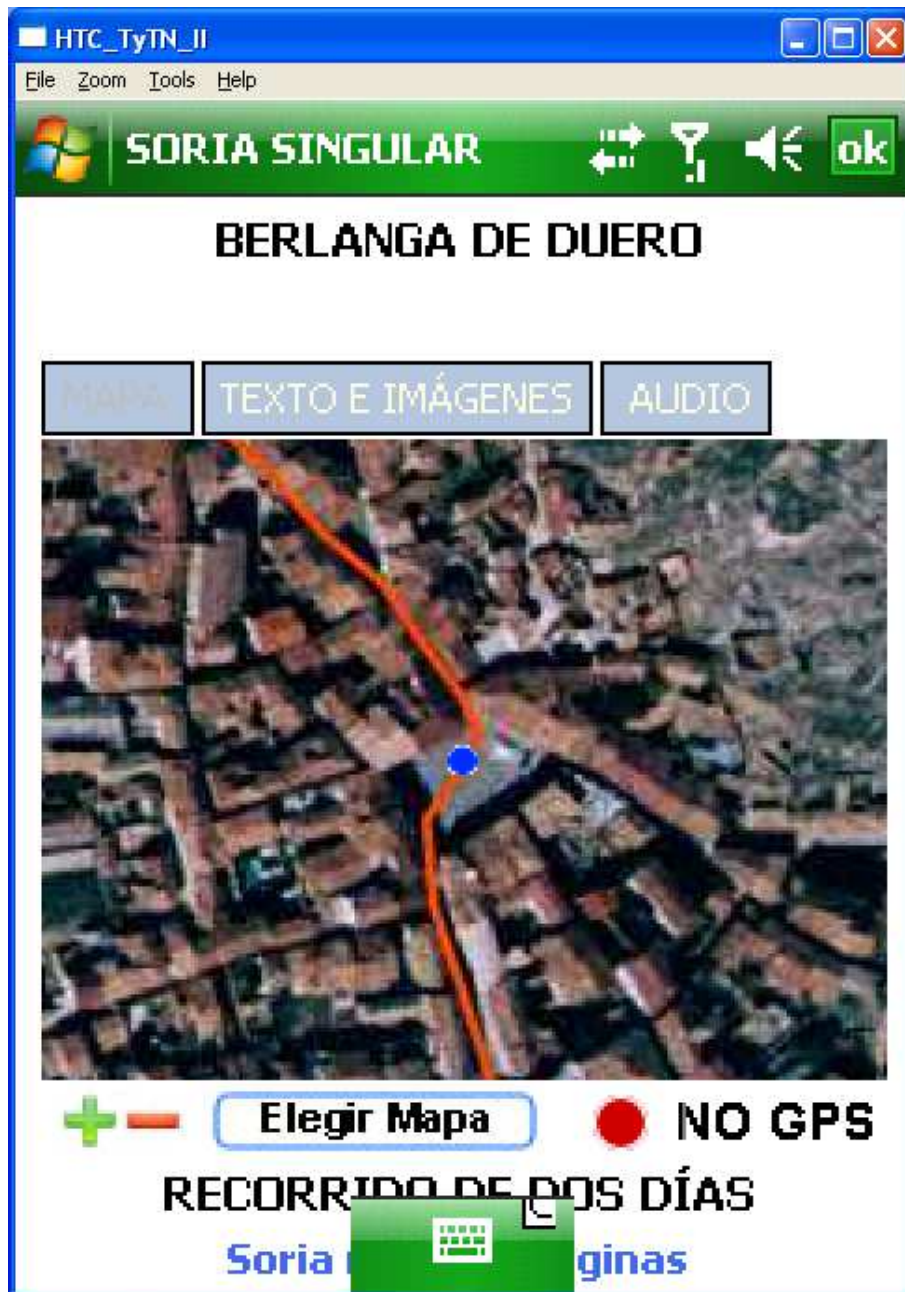 HTC_TyTN_II
File Zoom Tools Help
SORIA SINGULAR ok
BERLANGA DE DUERO
MAPA TEXTO E IMÁGENES AUDIO
Elegir Mapa NO GPS
RECORRIDO DE DOS DÍAS
Soria